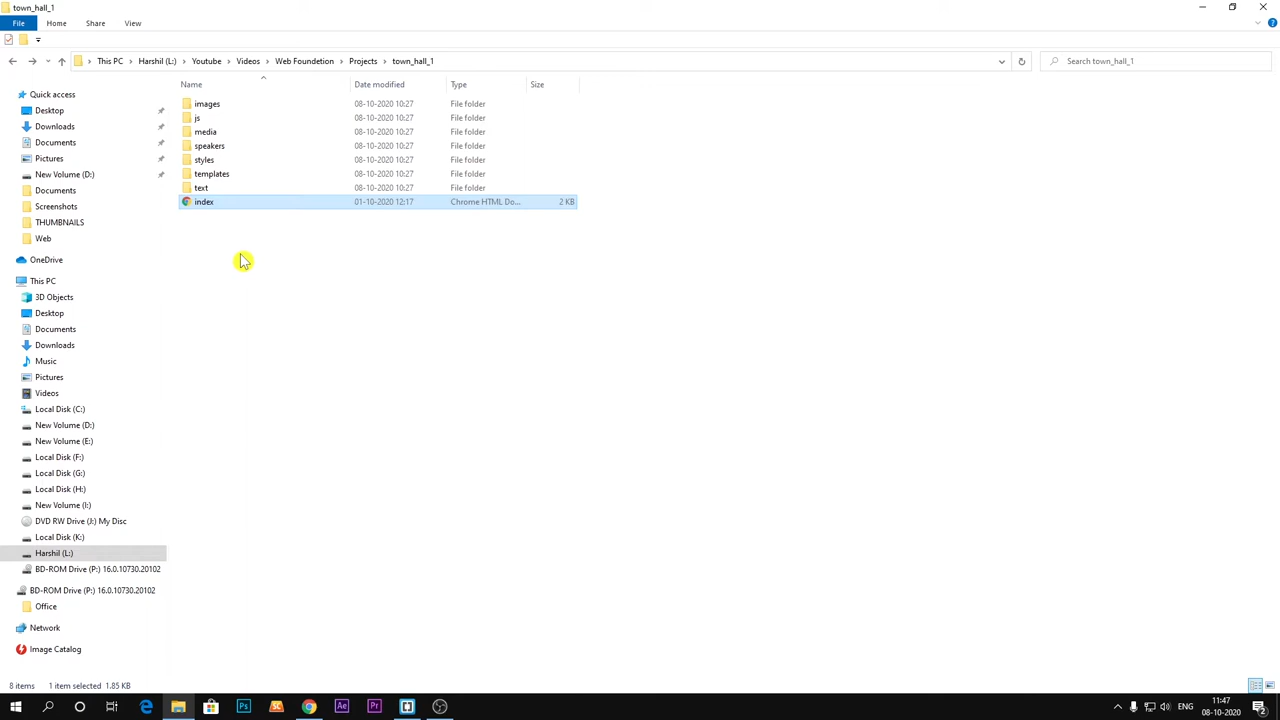 town_hall_1
File Home Share View
This PC Harshil (L:) Youtube Videos Web Foundetion Projects town_hall_1 Search town_hall_1
Name Date modified Type Size
Quick access
Desktop
Downloads
Documents
Pictures
New Volume (D:)
Documents
Screenshots
THUMBNAILS
Web
OneDrive
This PC
3D Objects
Desktop
Documents
Downloads
Music
Pictures
Videos
Local Disk (C:)
New Volume (D:)
New Volume (E:)
Local Disk (F:)
Local Disk (G:)
Local Disk (H:)
New Volume (I:)
DVD RW Drive (J:) My Disc
Local Disk (K:)
Harshil (L:)
BD-ROM Drive (P:) 16.0.10730.20102
BD-ROM Drive (P:) 16.0.10730.20102
Office
Network
Image Catalog
images 08-10-2020 10:27 File folder
js 08-10-2020 10:27 File folder
media 08-10-2020 10:27 File folder
speakers 08-10-2020 10:27 File folder
styles 08-10-2020 10:27 File folder
templates 08-10-2020 10:27 File folder
text 08-10-2020 10:27 File folder
index 01-10-2020 12:17 Chrome HTML Do... 2 KB
8 items 1 item selected 1.85 KB
Ps Ae Pr
ENG
11:47
08-10-2020
2